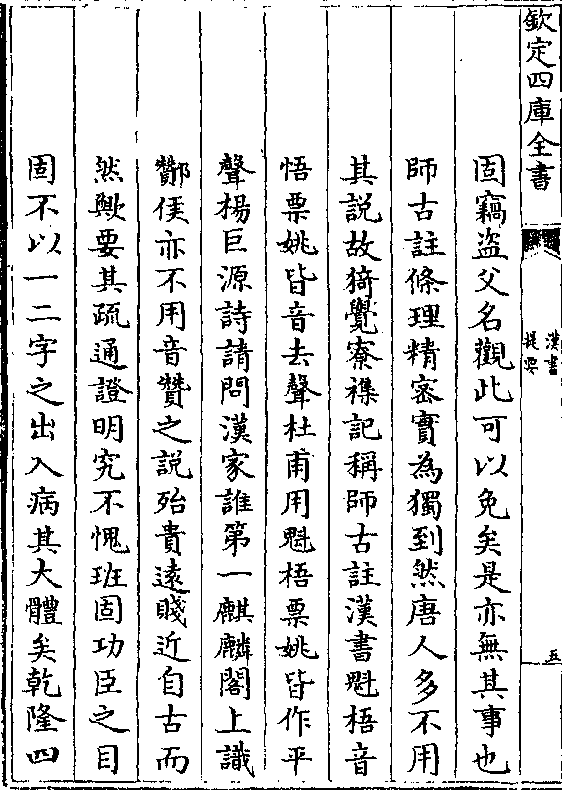 欽定四庫全書
漢書
提要
五
固竊盜父名觀此可以免矣是亦無其事也
師古註條理精密實為獨到然唐人多不用
其說故猗覺寮襍記稱師古註漢書魁梧音
悟票姚皆音去聲杜甫用魁梧票姚皆作平
聲楊巨源詩請問漢家誰第一麒麟閣上識
酇侯亦不用音贊之說殆貴遠賤近自古而
然歟要其疏通證明究不愧班固功臣之目
固不以一二字之出入病其大體矣乾隆四